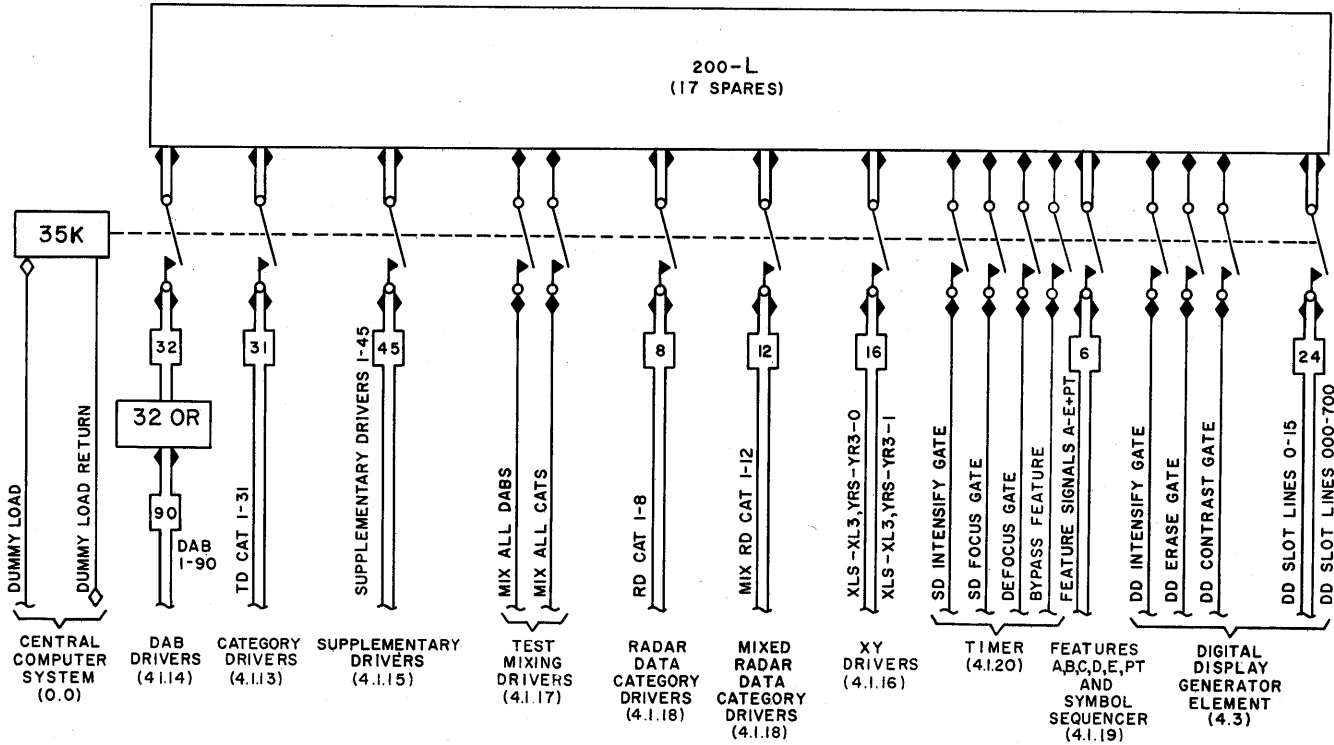 200-L
(17 SPARES)
35K
32
31
45
8
12
16
6
24
32 OR
90
DUMMY LOAD
DUMMY LOAD RETURN
DAB
1-90
TD CAT 1-31
SUPPLEMENTARY DRIVERS 1-45
MIX ALL DABS
MIX ALL CATS
RD CAT 1-8
MIX RD CAT 1-12
XLS-XL3,YRS-YR3-0
XLS-XL3,YRS-YR3-1
SD INTENSIFY GATE
SD FOCUS GATE
DEFOCUS GATE
BYPASS FEATURE
FEATURE SIGNALS A-E+PT
DD INTENSIFY GATE
DD ERASE GATE
DD CONTRAST GATE
DD SLOT LINES 0-15
DD SLOT LINES 000-700
CENTRAL
COMPUTER
SYSTEM
(0.0)
DAB
DRIVERS
(4.1.14)
CATEGORY
DRIVERS
(4.1.13)
SUPPLEMENTARY
DRIVERS
(4.1.15)
TEST
MIXING
DRIVERS
(4.1.17)
RADAR
DATA
CATEGORY
DRIVERS
(4.1.18)
MIXED
RADAR
DATA
CATEGORY
DRIVERS
(4.1.18)
XY
DRIVERS
(4.1.16)
TIMER
(4.1.20)
FEATURES
A,B,C,D,E,PT
AND
SYMBOL
SEQUENCER
(4.1.19)
DIGITAL
DISPLAY
GENERATOR
ELEMENT
(4.3)